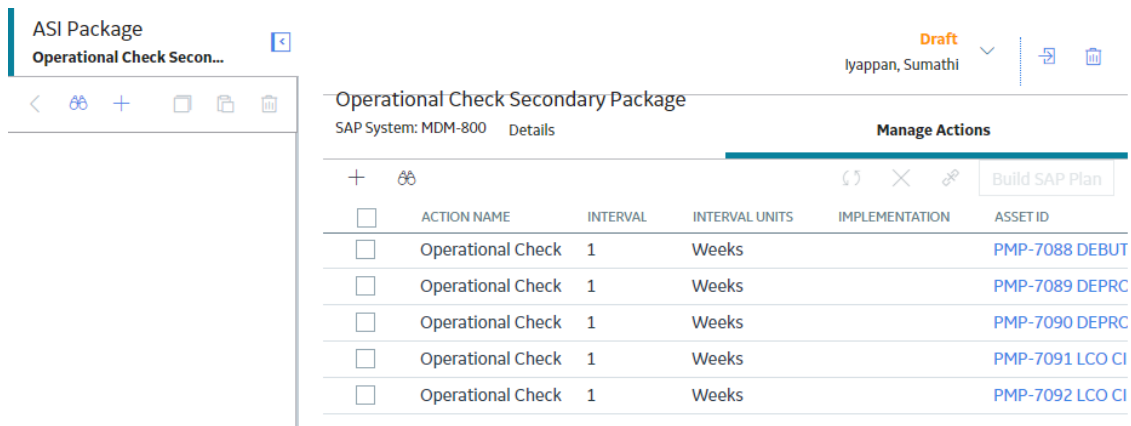 ASI Package
Operational Check Secon...
Draft
Iyappan, Sumathi
Operational Check Secondary Package
SAP System: MDM-800 Details Manage Actions
Build SAP Plan
ACTION NAME INTERVAL INTERVAL UNITS IMPLEMENTATION ASSET ID
Operational Check 1 Weeks PMP-7088 DEBUT
Operational Check 1 Weeks PMP-7089 DEPRO
Operational Check 1 Weeks PMP-7090 DEPRO
Operational Check 1 Weeks PMP-7091 LCO CI
Operational Check 1 Weeks PMP-7092 LCO CI